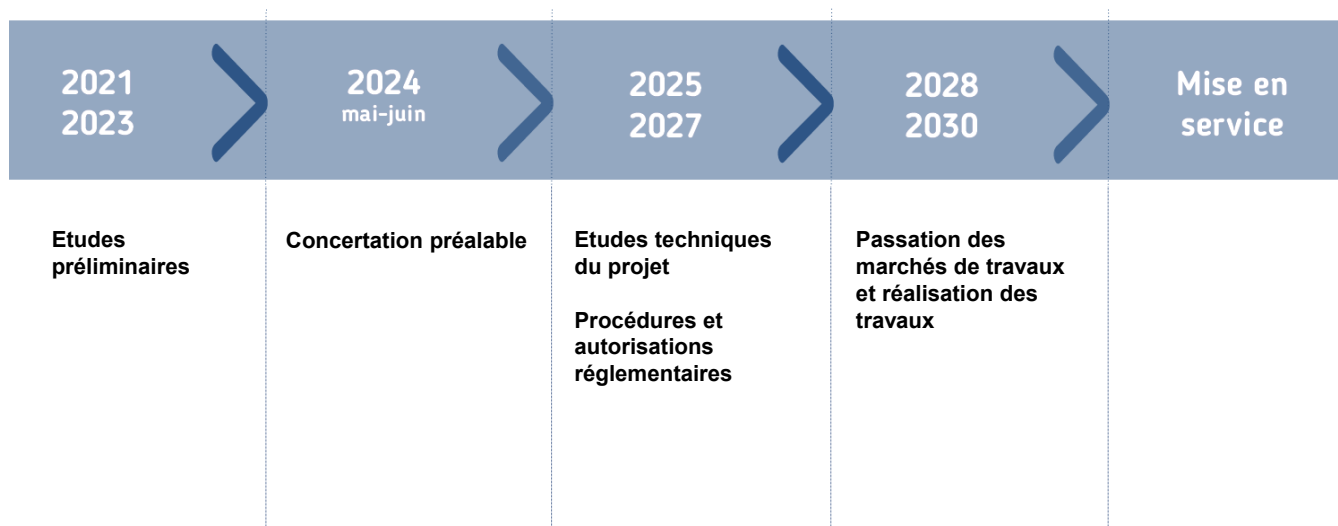 2021
2023
2024
mai-juin
2025
2027
2028
2030
Mise en
service
Etudes
préliminaires
Concertation préalable
Etudes techniques
du projet
Procédures et
autorisations
réglementaires
Passation des
marchés de travaux
et réalisation des
travaux